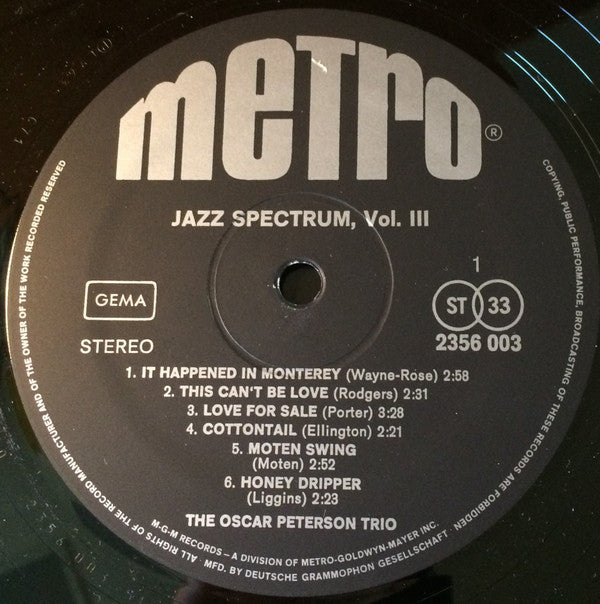 metro®
JAZZ SPECTRUM, Vol. III
GEMA
STEREO
1
ST 33
2356 003
1. IT HAPPENED IN MONTEREY (Wayne-Rose) 2:58
2. THIS CAN'T BE LOVE (Rodgers) 2:31
3. LOVE FOR SALE (Porter) 3:28
4. COTTONTAIL (Ellington) 2:21
5. MOTEN SWING
(Moten) 2:52
6. HONEY DRIPPER
(Liggins) 2:23
THE OSCAR PETERSON TRIO
M-G-M RECORDS – A DIVISION OF METRO-GOLDWYN-MAYER INC.
ALL RIGHTS OF THE RECORD MANUFACTURER AND OF THE OWNER OF THE WORK RECORDED RESERVED
COPYING, PUBLIC PERFORMANCE, BROADCASTING OF THESE RECORDS ARE FORBIDDEN
· MFD. BY DEUTSCHE GRAMMOPHON GESELLSCHAFT ·